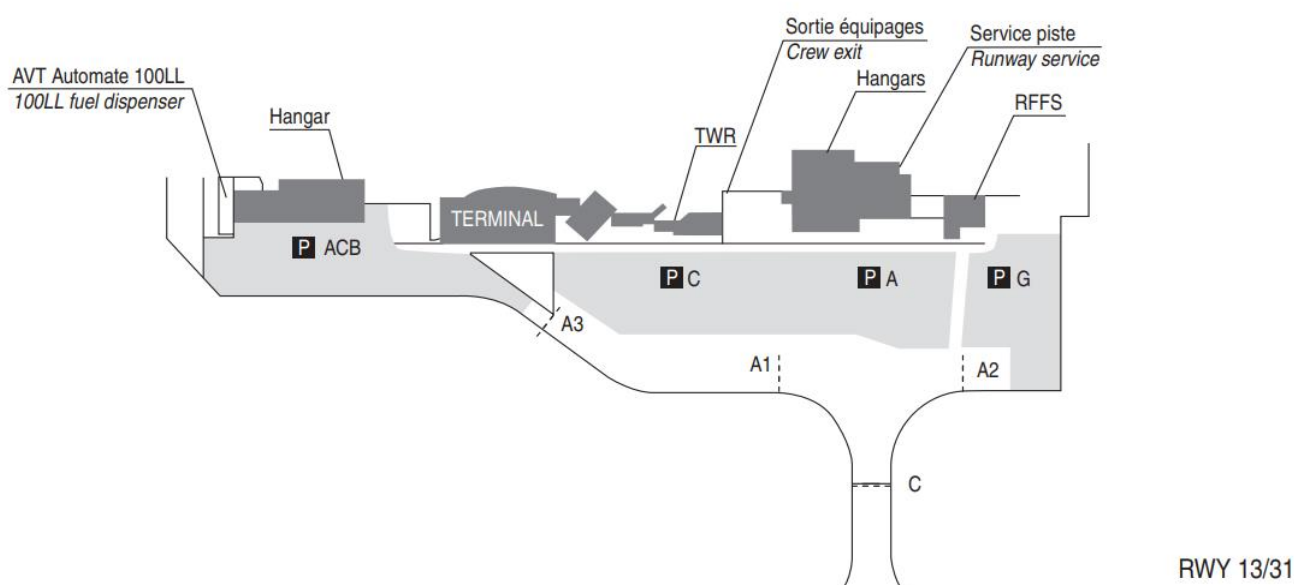 Sortie équipages
Crew exit
Service piste
Runway service
AVT Automate 100LL
100LL fuel dispenser
Hangars
RFFS
Hangar
TWR
TERMINAL
P ACB
P C
P A
P G
A3
A1
A2
C
RWY 13/31